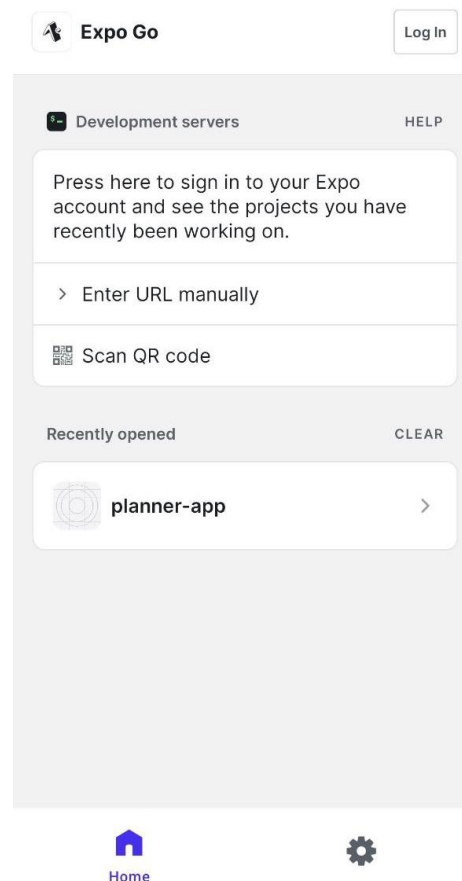 Expo Go
Log In
Development servers
HELP
Press here to sign in to your Expo
account and see the projects you have
recently been working on.
Enter URL manually
Scan QR code
Recently opened
CLEAR
planner-app
Home